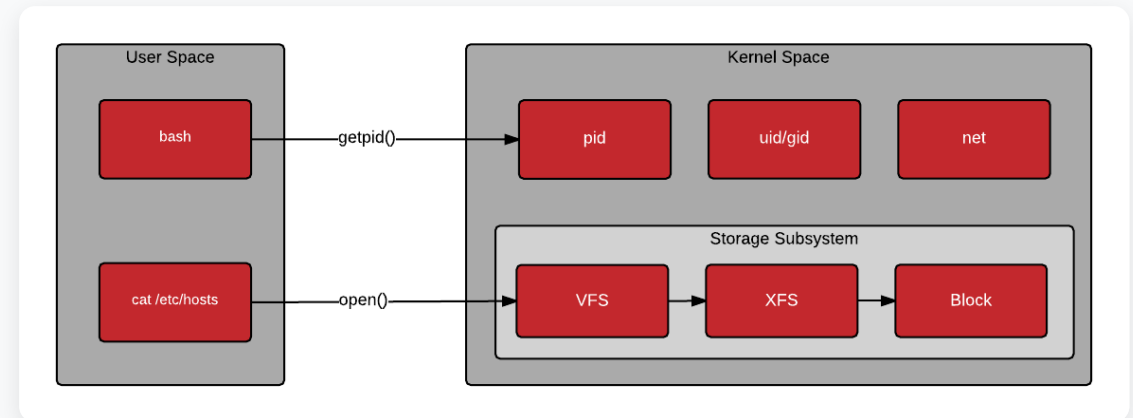 User Space
Kernel Space
bash
getpid()
pid
uid/gid
net
Storage Subsystem
cat /etc/hosts
open()
VFS
XFS
Block